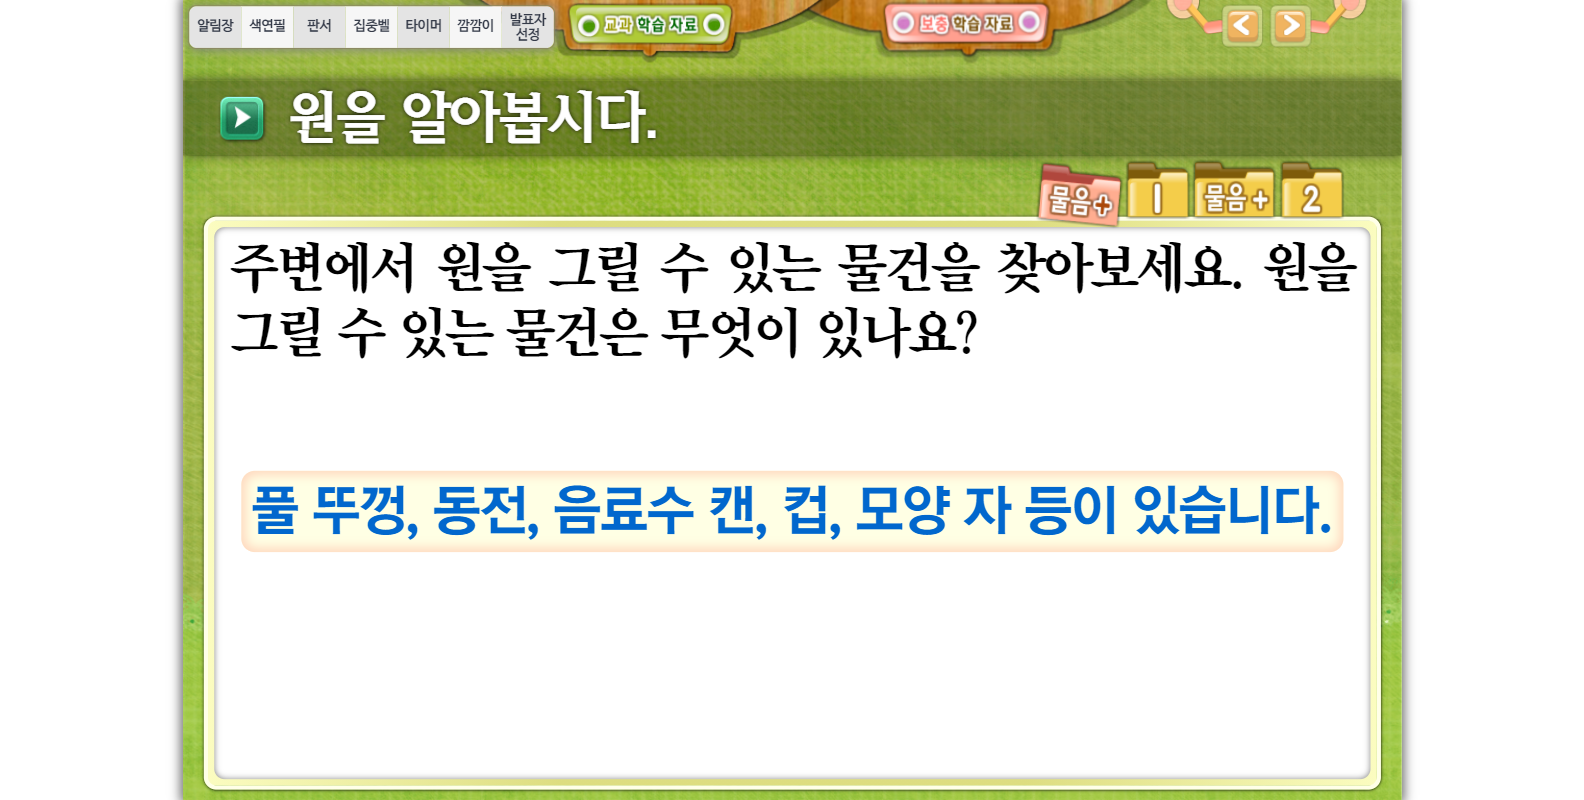 알림장 색연필 판서 집중벨 타이머 깜깜이 발표자 선정
교과 학습 자료
보충 학습 자료
원을 알아봅시다.
물음+ 1 물음+ 2
주변에서 원을 그릴 수 있는 물건을 찾아보세요. 원을
그릴 수 있는 물건은 무엇이 있나요?
풀 뚜껑, 동전, 음료수 캔, 컵, 모양 자 등이 있습니다.